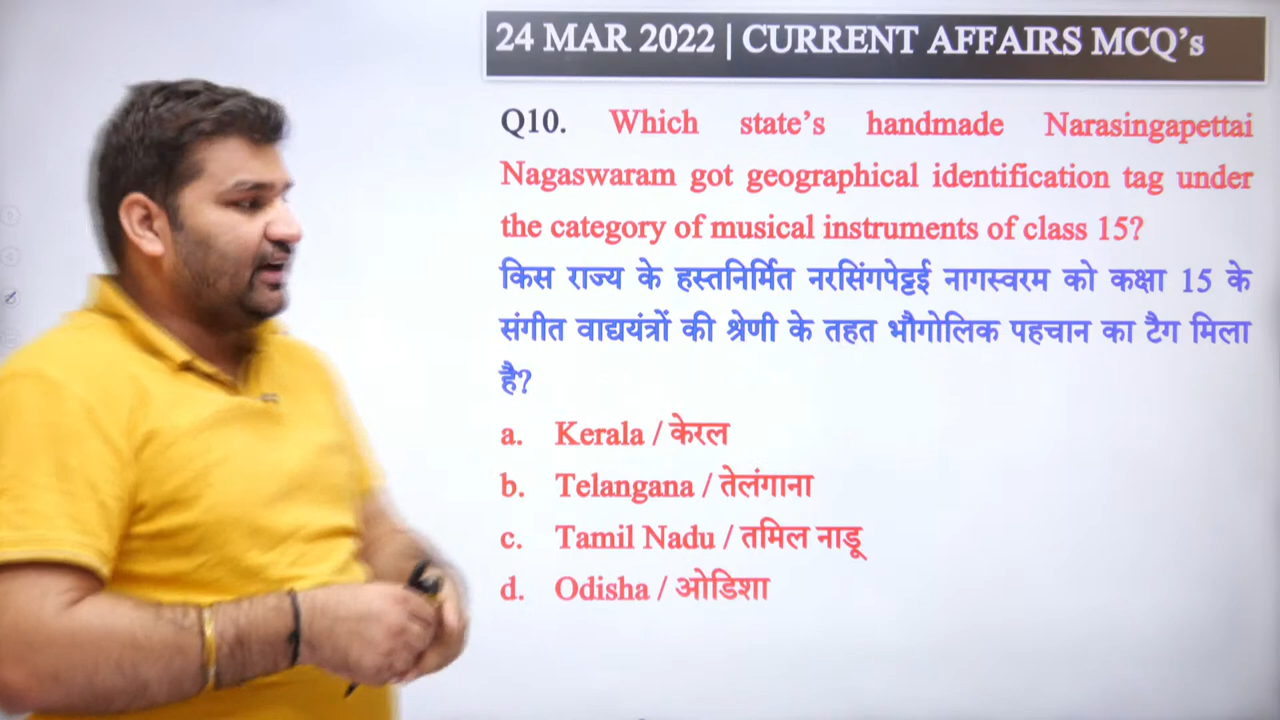 24 MAR 2022 | CURRENT AFFAIRS MCQ's
Q10. Which state's handmade Narasingapettai
Nagaswaram got geographical identification tag under
the category of musical instruments of class 15?
किस राज्य के हस्तनिर्मित नरसिंगपेट्टई नागस्वरम को कक्षा 15 के
संगीत वाद्ययंत्रों की श्रेणी के तहत भौगोलिक पहचान का टैग मिला
है?
a. Kerala / केरल
b. Telangana / तेलंगाना
c. Tamil Nadu / तमिल नाडू
d. Odisha / ओडिशा